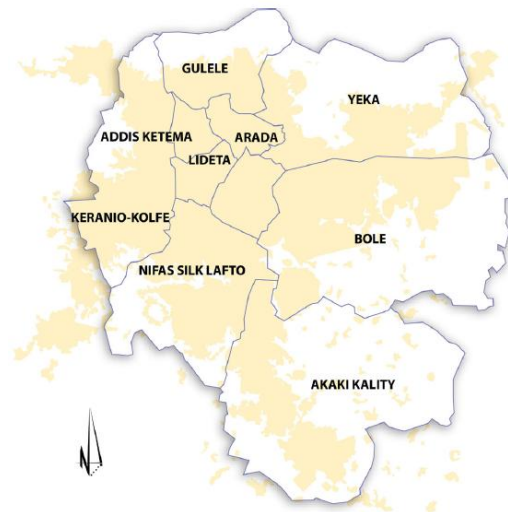 GULELE
YEKA
ADDIS KETEMA
ARADA
LIDETA
KERANIO-KOLFE
BOLE
NIFAS SILK LAFTO
AKAKI KALITY
N